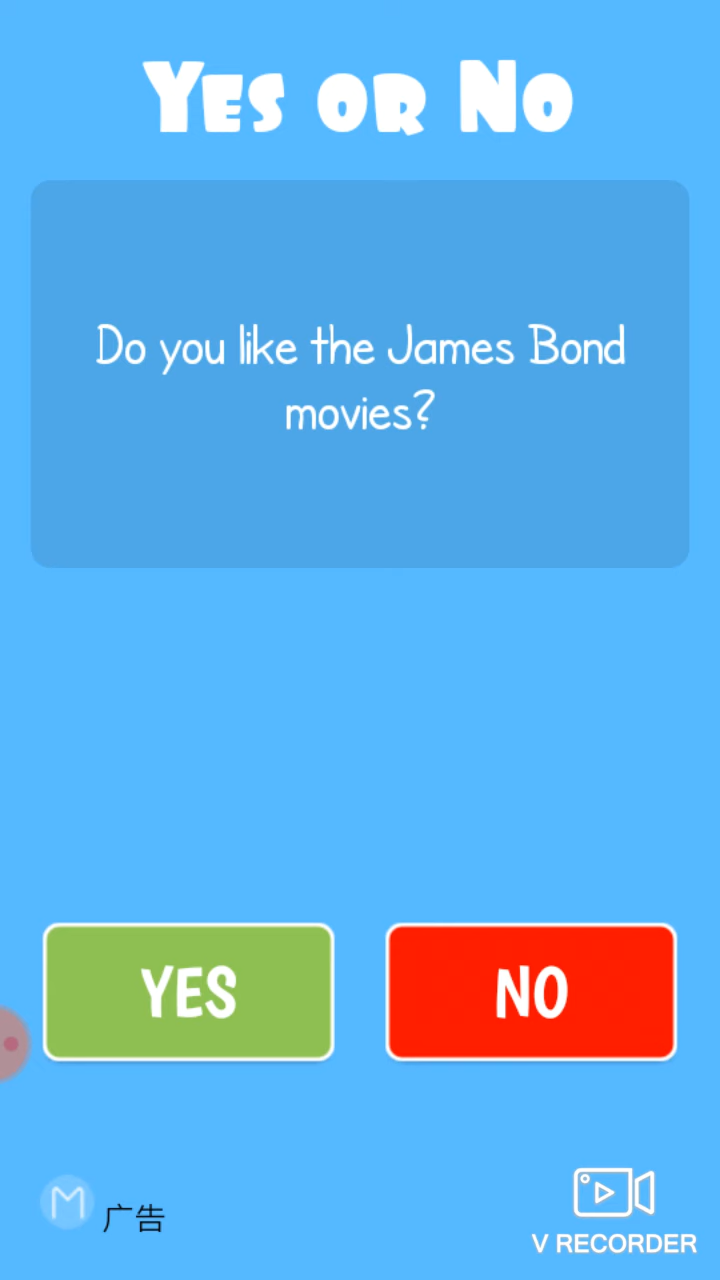 Yes or No
Do you like the James Bond
movies?
YES
NO
M
广告
V RECORDER